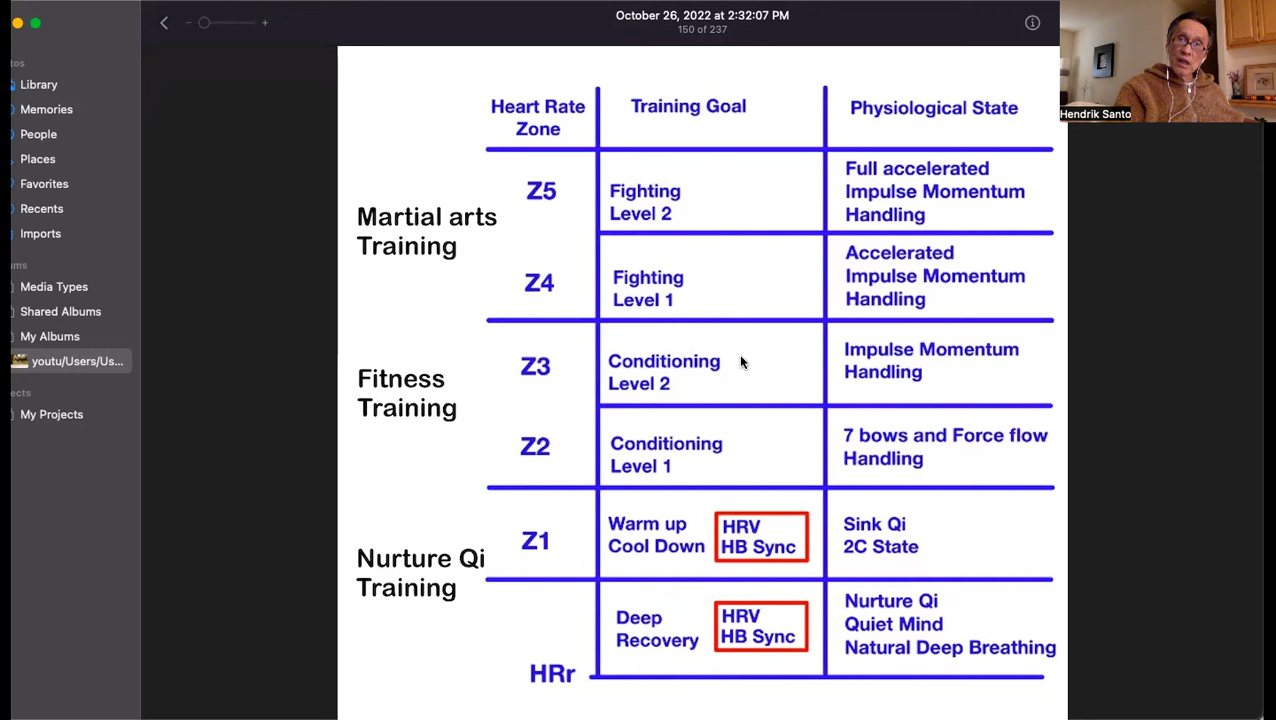 October 26, 2022 at 2:32:07 PM
150 of 237
tos
Library
Memories
People
Places
Favorites
Recents
Imports
ums
Media Types
Shared Albums
My Albums
youtu/Users/Us...
ects
My Projects
Hendrik Santo
Heart Rate
Zone
Training Goal
Physiological State
Martial arts
Training
Z5
Fighting
Level 2
Full accelerated
Impulse Momentum
Handling
Z4
Fighting
Level 1
Accelerated
Impulse Momentum
Handling
Fitness
Training
Z3
Conditioning
Level 2
Impulse Momentum
Handling
Z2
Conditioning
Level 1
7 bows and Force flow
Handling
Nurture Qi
Training
Z1
Warm up
Cool Down
HRV
HB Sync
Sink Qi
2C State
Deep
Recovery
HRV
HB Sync
Nurture Qi
Quiet Mind
Natural Deep Breathing
HRr